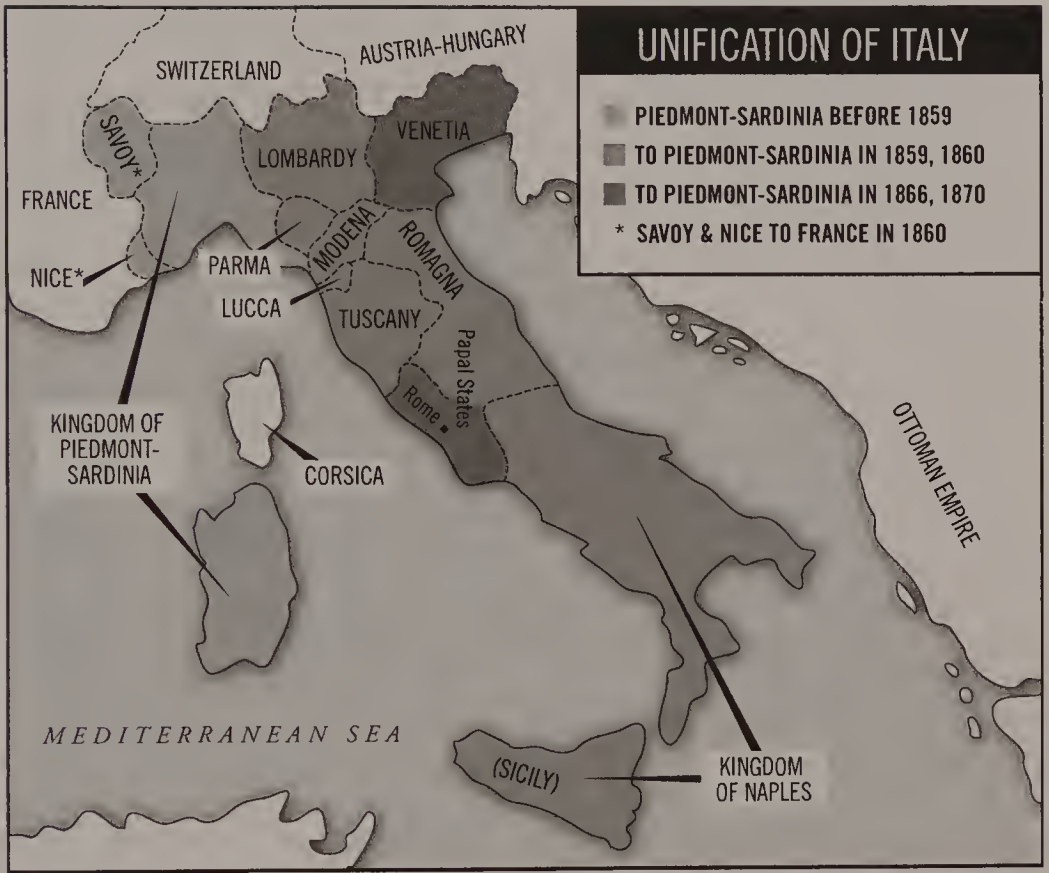 UNIFICATION OF ITALY
PIEDMONT-SARDINIA BEFORE 1859
TO PIEDMONT-SARDINIA IN 1859, 1860
TD PIEDMONT-SARDINIA IN 1866, 1870
* SAVOY & NICE TO FRANCE IN 1860
AUSTRIA-HUNGARY
SWITZERLAND
SAVOY*
LOMBARDY
VENETIA
FRANCE
NICE*
PARMA
MODENA
ROMAGNA
LUCCA
TUSCANY
Papal States
Rome
KINGDOM OF
PIEDMONT-
SARDINIA
CORSICA
OTTOMAN EMPIRE
MEDITERRANEAN SEA
(SICILY)
KINGDOM
OF NAPLES